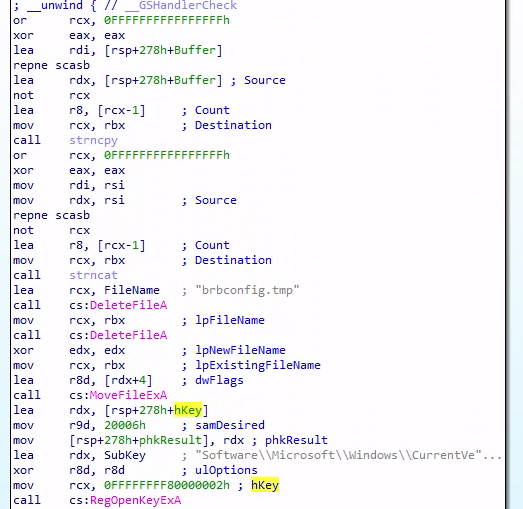 ; __unwind { // __GSHandlerCheck
or rcx, 0FFFFFFFFFFFFFFFFh
xor eax, eax
lea rdi, [rsp+278h+Buffer]
repne scasb
lea rdx, [rsp+278h+Buffer] ; Source
not rcx
lea r8, [rcx-1] ; Count
mov rcx, rbx ; Destination
call strncpy
or rcx, 0FFFFFFFFFFFFFFFFh
xor eax, eax
mov rdi, rsi
mov rdx, rsi ; Source
repne scasb
not rcx
lea r8, [rcx-1] ; Count
mov rcx, rbx ; Destination
call strncat
lea rcx, FileName ; "brbconfig.tmp"
call cs:DeleteFileA
mov rcx, rbx ; lpFileName
call cs:DeleteFileA
xor edx, edx ; lpNewFileName
mov rcx, rbx ; lpExistingFileName
lea r8d, [rdx+4] ; dwFlags
call cs:MoveFileExA
lea rdx, [rsp+278h+hKey]
mov r9d, 20006h ; samDesired
mov [rsp+278h+phkResult], rdx ; phkResult
lea rdx, SubKey ; "Software\\Microsoft\\Windows\\CurrentVe"...
xor r8d, r8d ; ulOptions
mov rcx, 0FFFFFFFF80000002h ; hKey
call cs:RegOpenKeyExA